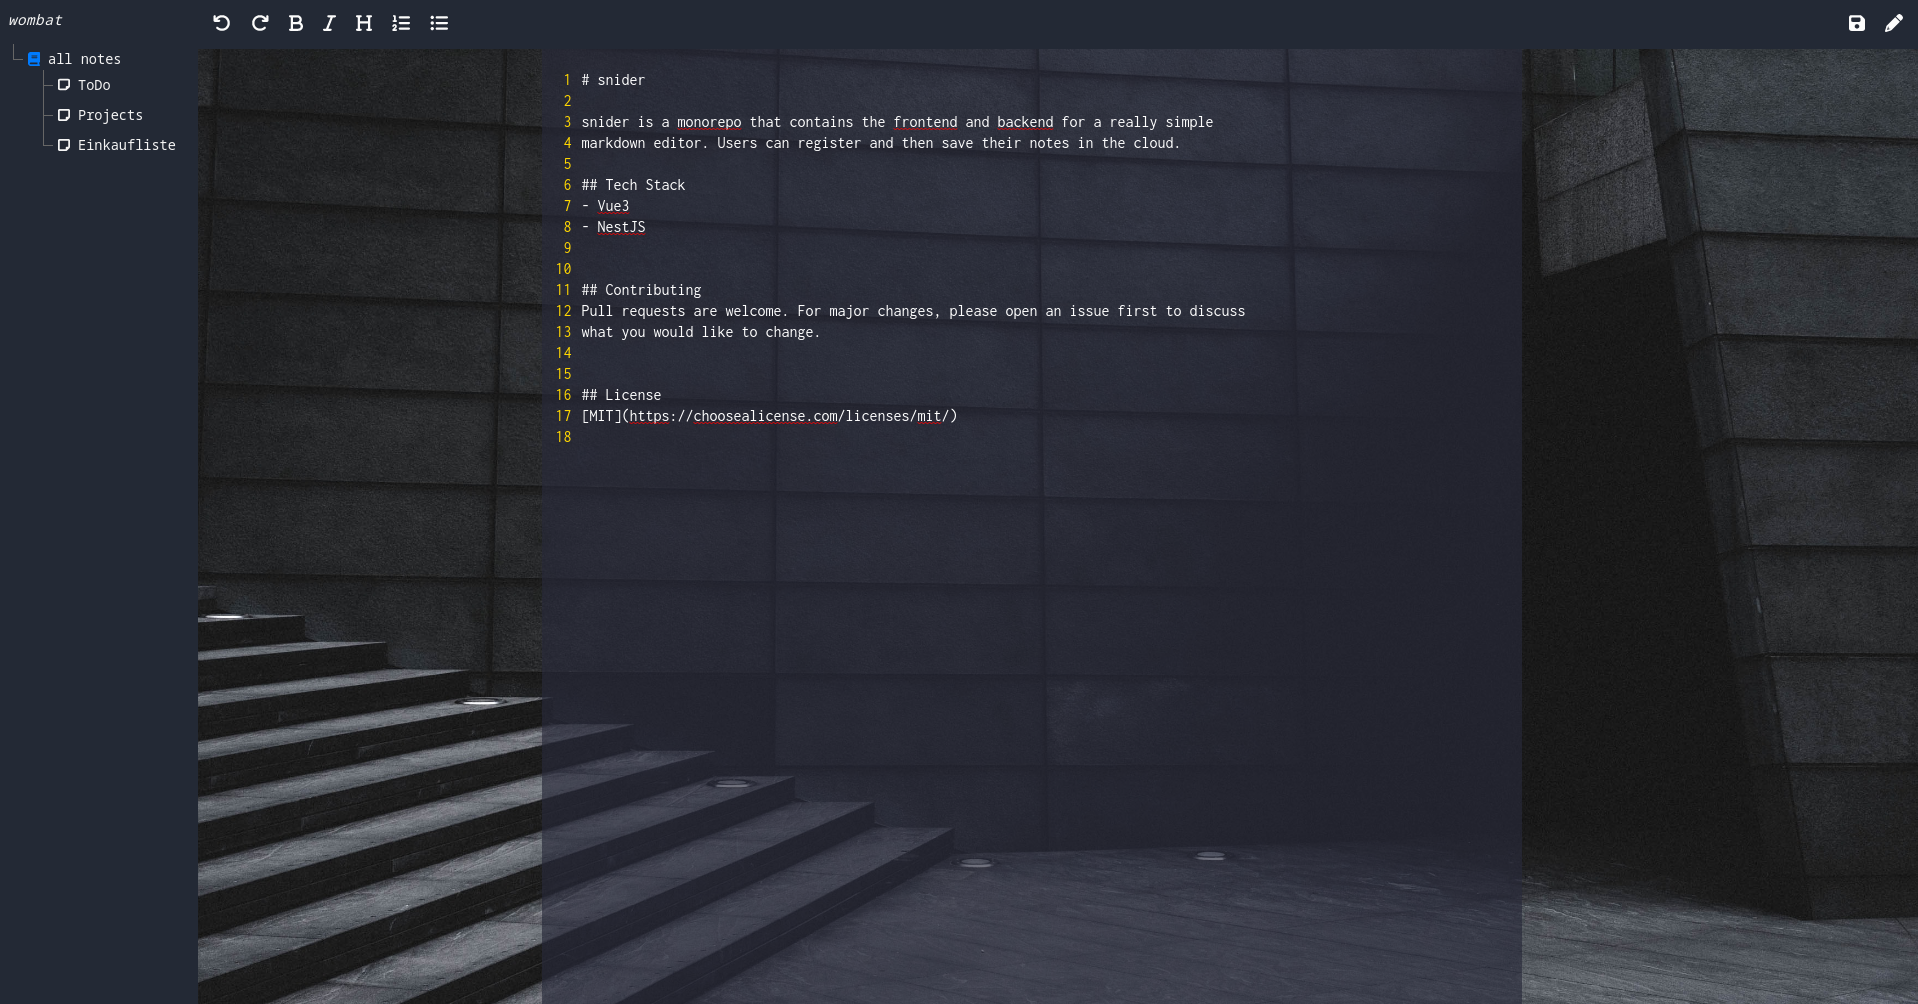 wombat
all notes
ToDo
Projects
Einkaufliste
1 # snider
2
3 snider is a monorepo that contains the frontend and backend for a really simple
4 markdown editor. Users can register and then save their notes in the cloud.
5
6 ## Tech Stack
7 - Vue3
8 - NestJS
9
10
11 ## Contributing
12 Pull requests are welcome. For major changes, please open an issue first to discuss
13 what you would like to change.
14
15
16 ## License
17 [MIT](https://choosealicense.com/licenses/mit/)
18